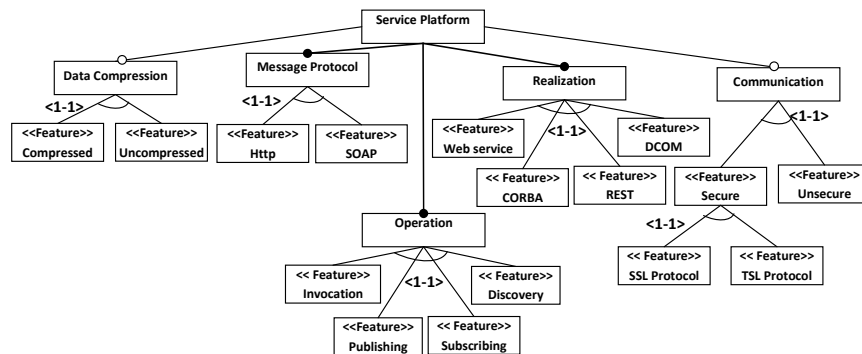 Service Platform
Data Compression
Message Protocol
Realization
Communication
<1-1>
<1-1>
<1-1>
<1-1>
<<Feature>>
Compressed
<<Feature>>
Uncompressed
<<Feature>>
Http
<<Feature>>
SOAP
<<Feature>>
Web service
<<Feature>>
DCOM
<< Feature>>
CORBA
<< Feature>>
REST
<< Feature>>
Secure
<< Feature>>
Unsecure
Operation
<1-1>
<1-1>
<< Feature>>
Invocation
<< Feature>>
Discovery
<< Feature>>
SSL Protocol
<< Feature>>
TSL Protocol
<<Feature>>
Publishing
<< Feature>>
Subscribing